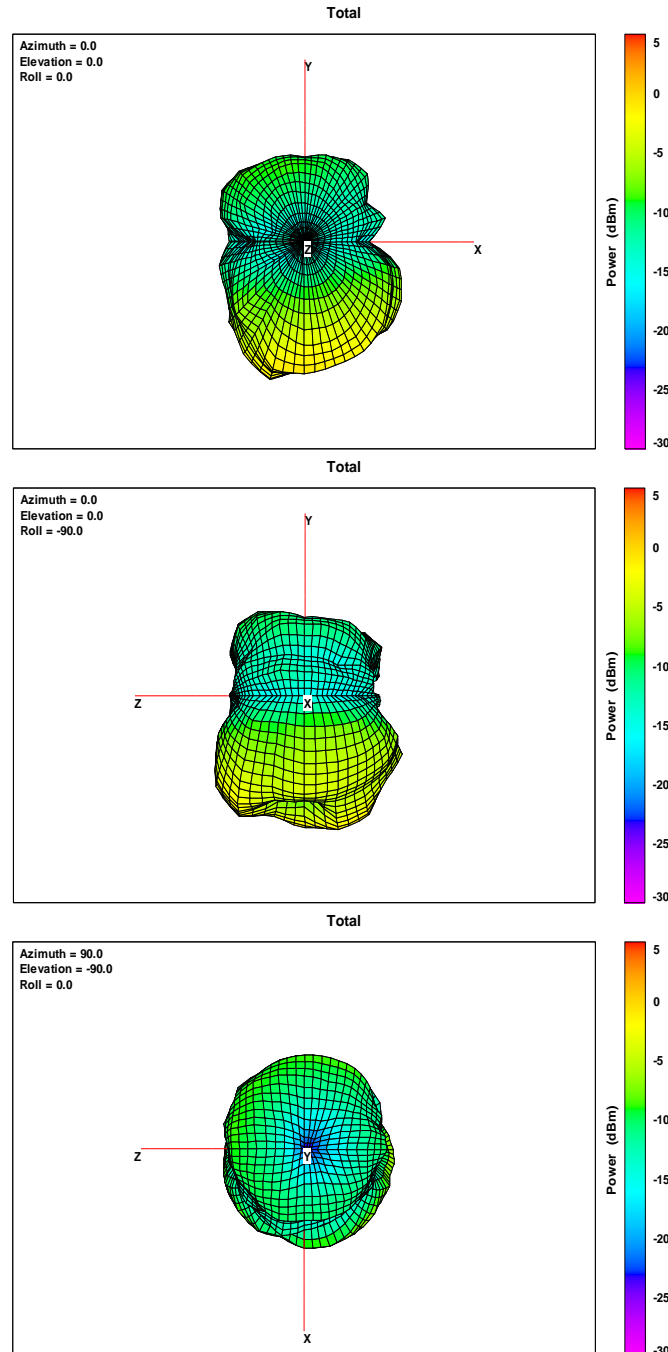 Total
Azimuth = 0.0
Elevation = 0.0
Roll = 0.0
Y
X
Z
5
0
-5
-10
-15
-20
-25
-30
Power (dBm)
Total
Azimuth = 0.0
Elevation = 0.0
Roll = -90.0
Y
Z
X
5
0
-5
-10
-15
-20
-25
-30
Power (dBm)
Total
Azimuth = 90.0
Elevation = -90.0
Roll = 0.0
Z
Y
X
5
0
-5
-10
-15
-20
-25
-30
Power (dBm)